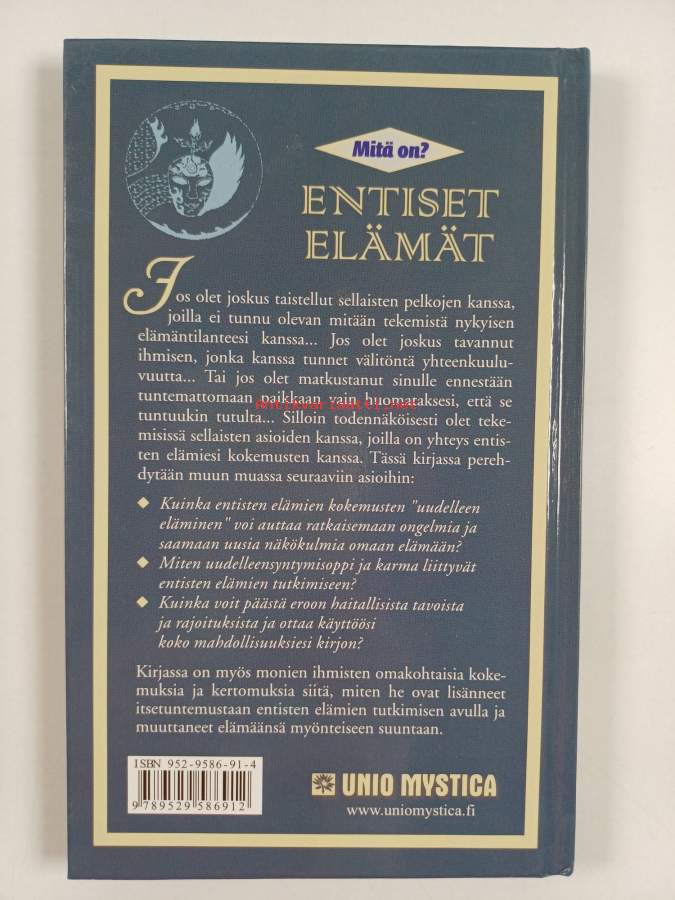 Mitä on?
ENTISET
ELÄMÄT
Jos olet joskus taistellut sellaisten pelkojen kanssa,
joilla ei tunnu olevan mitään tekemistä nykyisen
elämäntilanteesi kanssa... Jos olet joskus tavannut
ihmisen, jonka kanssa tunnet välitöntä yhteenkuulu-
vuutta... Tai jos olet matkustanut sinulle ennestään
tuntemattomaan paikkaan vain huomataksesi, että se
Antikvariaatti.net
tuntuukin tutulta... Silloin todennäköisesti olet teke-
misissä sellaisten asioiden kanssa, joilla on yhteys entis-
ten elämiesi kokemusten kanssa. Tässä kirjassa pereh-
dytään muun muassa seuraaviin asioihin:
◆ Kuinka entisten elämien kokemusten "uudelleen
eläminen" voi auttaa ratkaisemaan ongelmia ja
saamaan uusia näkökulmia omaan elämään?
◆ Miten uudelleensyntymisoppi ja karma liittyvät
entisten elämien tutkimiseen?
◆ Kuinka voit päästä eroon haitallisista tavoista
ja rajoituksista ja ottaa käyttöösi
koko mahdollisuuksiesi kirjon?
Kirjassa on myös monien ihmisten omakohtaisia koke-
muksia ja kertomuksia siitä, miten he ovat lisänneet
itsetuntemustaan entisten elämien tutkimisen avulla ja
muuttaneet elämäänsä myönteiseen suuntaan.
ISBN 952-9586-91-4
9 789529 586912
UNIO MYSTICA
www.uniomystica.fi